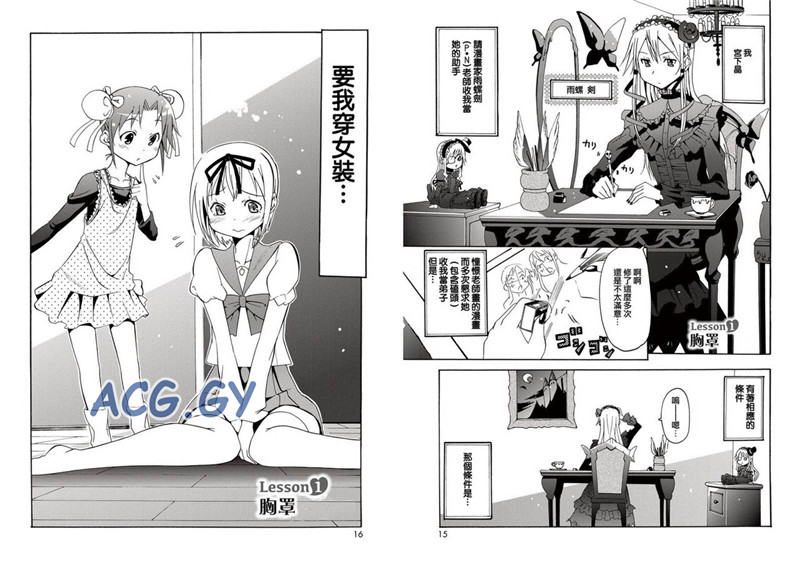 我
宮下晶
請漫畫家雨螺劍
(P·N)老師收我當
她的助手
雨螺 劍
カリ
カリ
憧憬老師畫的漫畫
而多次懇求她
(包含磕頭)
收我當弟子
但是…
啊啊
修了這麼多次
還是不太滿意…
ゴシ
ゴシ
Lesson 1
胸罩
有著相應的
條件
嗚——嗯…
那個條件是…
15
要我穿女裝…
ACG.GY
Lesson 1
胸罩
16